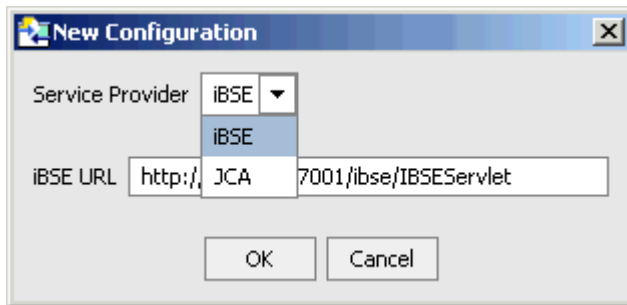 New Configuration
Service Provider iBSE
iBSE
JCA
iBSE URL http:/ 7001/ibse/IBSEServlet
OK Cancel